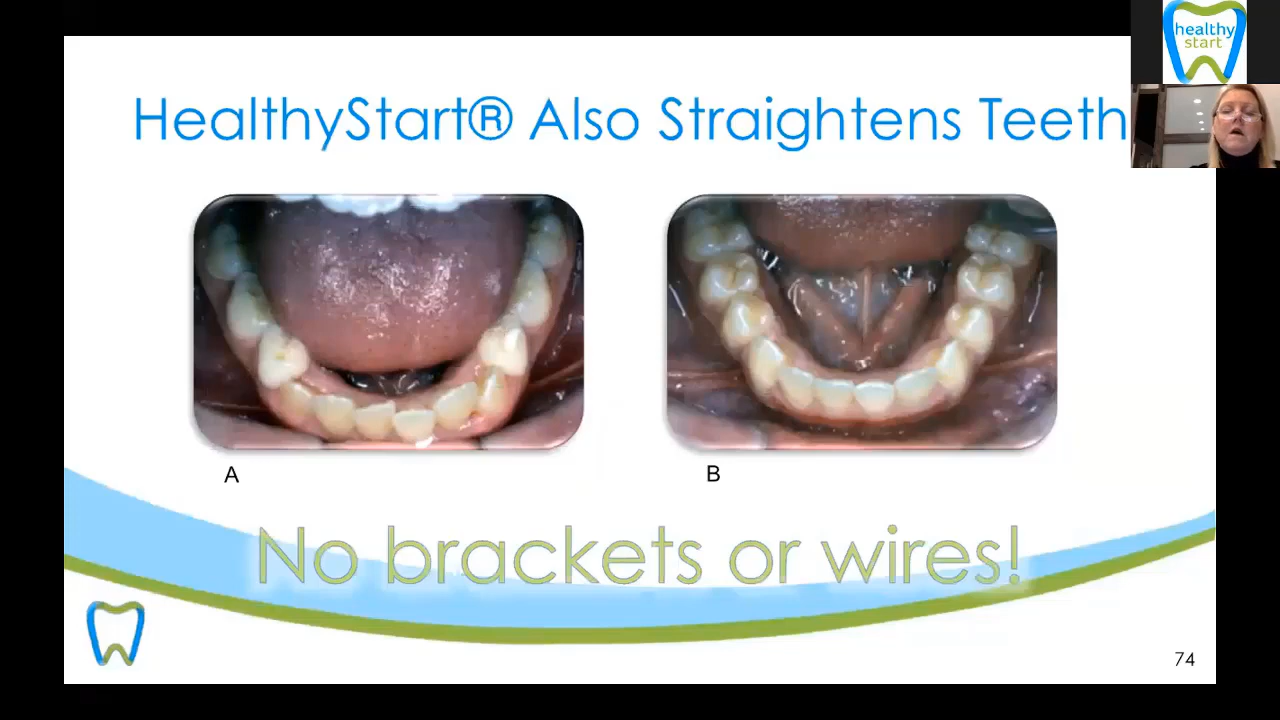 healthy
start
HealthyStart® Also Straightens Teeth
A
B
No brackets or wires!
74